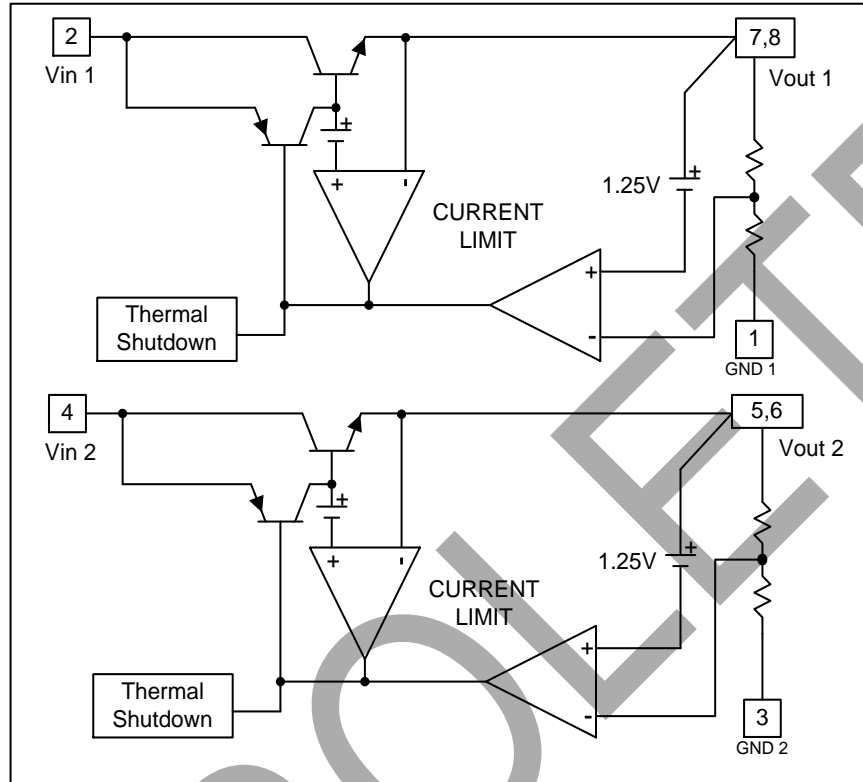 2
Vin 1
7,8
Vout 1
+
+
-
CURRENT
LIMIT
1.25V
+
+
-
Thermal
Shutdown
1
GND 1
4
Vin 2
5,6
Vout 2
+
+
-
CURRENT
LIMIT
1.25V
+
+
-
Thermal
Shutdown
3
GND 2
OLET